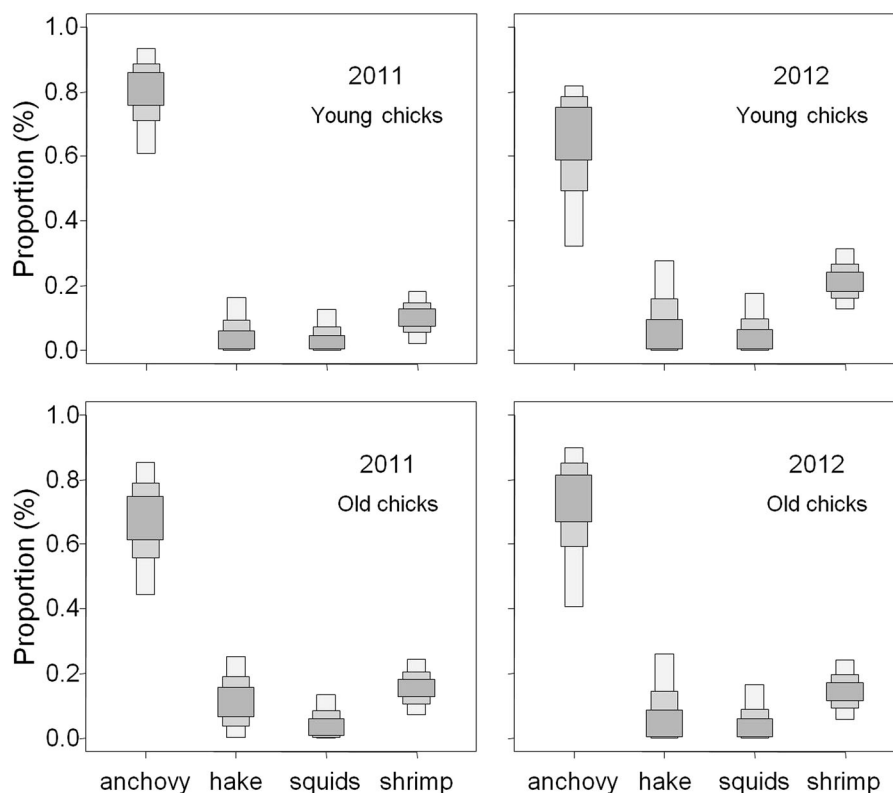 1.0
0.8
0.6
0.4
0.2
0.0
Proportion (%)
2011
Young chicks
2012
Young chicks
1.0
0.8
0.6
0.4
0.2
0.0
Proportion (%)
2011
Old chicks
2012
Old chicks
anchovy hake squids shrimp
anchovy hake squids shrimp